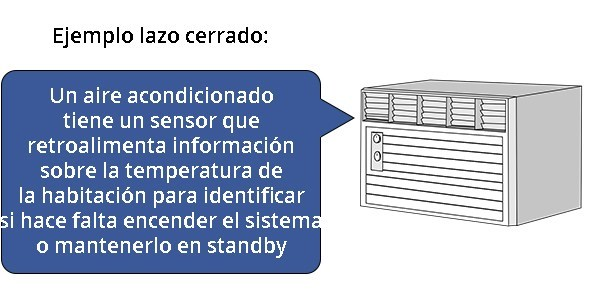 Ejemplo lazo cerrado:
Un aire acondicionado
tiene un sensor que
retroalimenta información
sobre la temperatura de
la habitación para identificar
si hace falta encender el sistema
o mantenerlo en standby